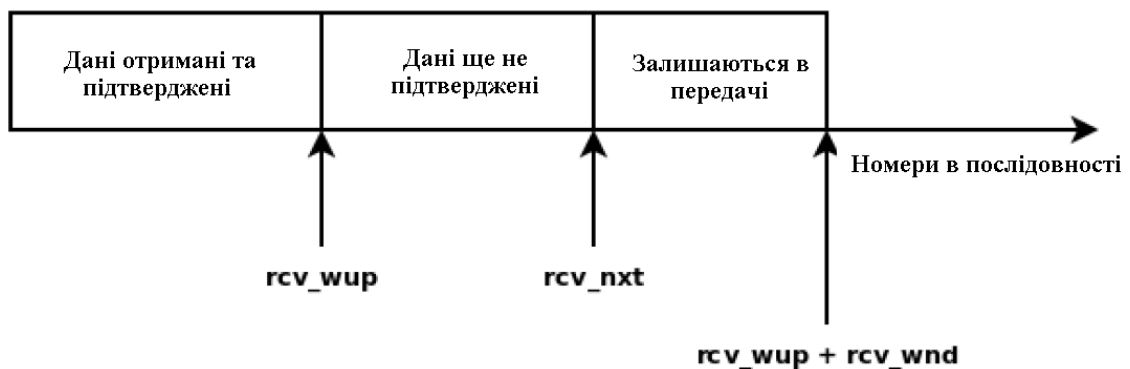 Дані отримані та
підтверджені
Дані ще не
підтверджені
Залишаються в
передачі
Номери в послідовності
rcv_wup
rcv_nxt
rcv_wup + rcv_wnd